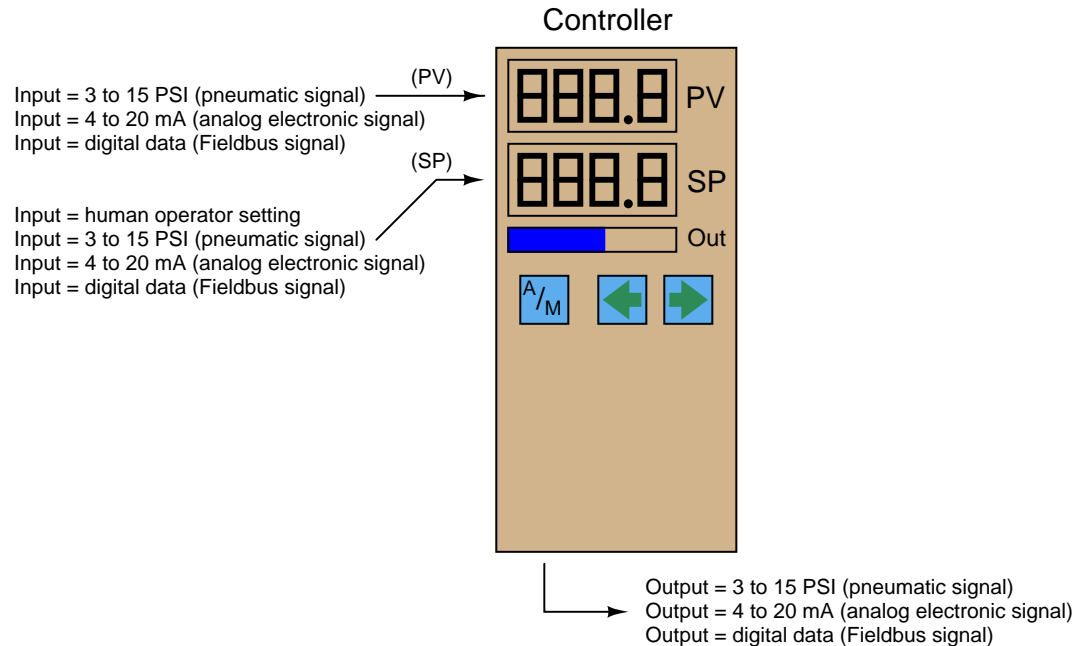 Controller
(PV)
Input = 3 to 15 PSI (pneumatic signal)
Input = 4 to 20 mA (analog electronic signal)
Input = digital data (Fieldbus signal)
888.8 PV
(SP)
888.8 SP
Input = human operator setting
Input = 3 to 15 PSI (pneumatic signal)
Input = 4 to 20 mA (analog electronic signal)
Input = digital data (Fieldbus signal)
Out
A/M
Output = 3 to 15 PSI (pneumatic signal)
Output = 4 to 20 mA (analog electronic signal)
Output = digital data (Fieldbus signal)